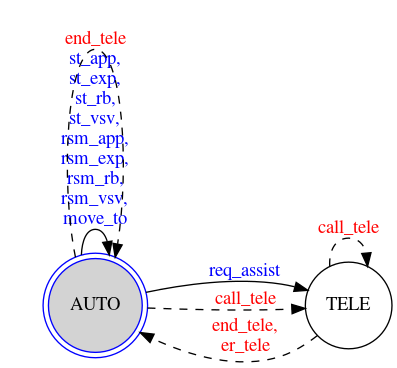 end_tele
st_app,
st_exp,
st_rb,
st_vsv,
rsm_app,
rsm_exp,
rsm_rb,
rsm_vsv,
move_to
req_assist
call_tele
end_tele,
er_tele
call_tele
AUTO
TELE